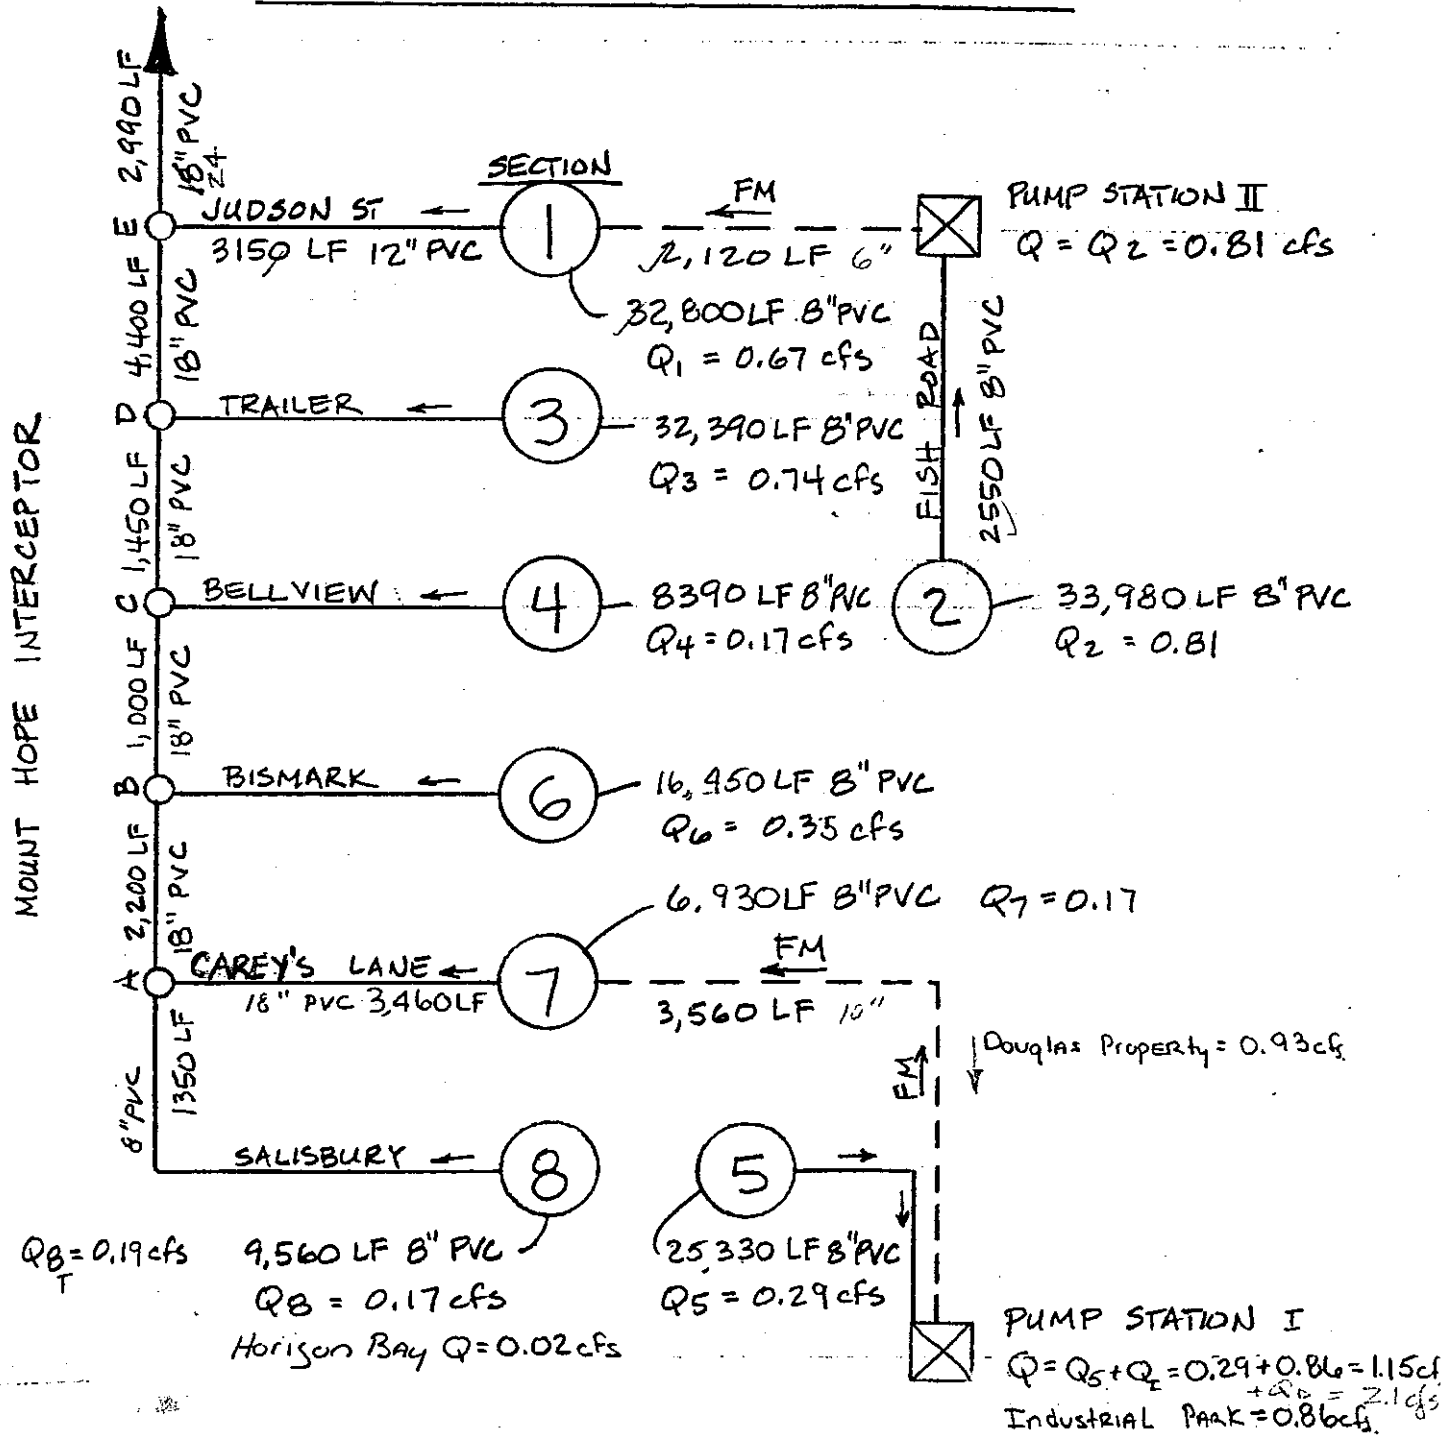 MOUNT HOPE INTERCEPTOR
2,990 LF
18" PVC
24
E
JUDSON ST
3150 LF 12" PVC
SECTION
1
FM
2,120 LF 6"
PUMP STATION II
Q = Q2 = 0.81 cfs
32,800 LF 8" PVC
Q1 = 0.67 cfs
4,400 LF
18" PVC
D
TRAILER
3
32,390 LF 8" PVC
Q3 = 0.74 cfs
FISH ROAD
2550 LF 8" PVC
1,450 LF
18" PVC
C
BELLVIEW
4
8390 LF 8" PVC
Q4 = 0.17 cfs
2
33,980 LF 8" PVC
Q2 = 0.81
1,000 LF
18" PVC
B
BISMARK
6
16,450 LF 8" PVC
Q6 = 0.35 cfs
2,200 LF
18" PVC
6,930 LF 8" PVC Q7 = 0.17
A
CAREY'S LANE
18" PVC 3,460 LF
7
FM
3,560 LF 10"
FM
Douglas Property = 0.93 cfs
8" PVC
1350 LF
SALISBURY
8
5
Q8T = 0.19 cfs
9,560 LF 8" PVC
Q8 = 0.17 cfs
Horizon Bay Q = 0.02 cfs
25,330 LF 8" PVC
Q5 = 0.29 cfs
PUMP STATION I
Q = Q5 + QI = 0.29 + 0.86 = 1.15 cf
+ QD = 2.1 cfs
Industrial Park = 0.86 cfs.